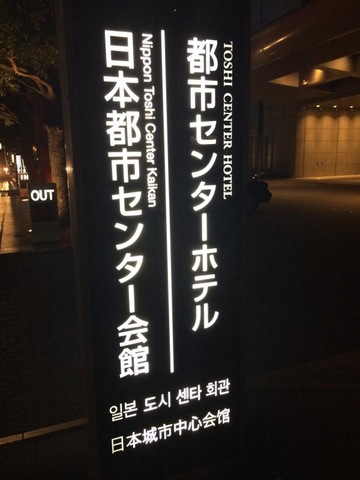 TOSHI CENTER HOTEL
都市センターホテル
Nippon Toshi Center Kaikan
日本都市センター会館
일본 도시 센타 회관
日本城市中心会馆
OUT
IN